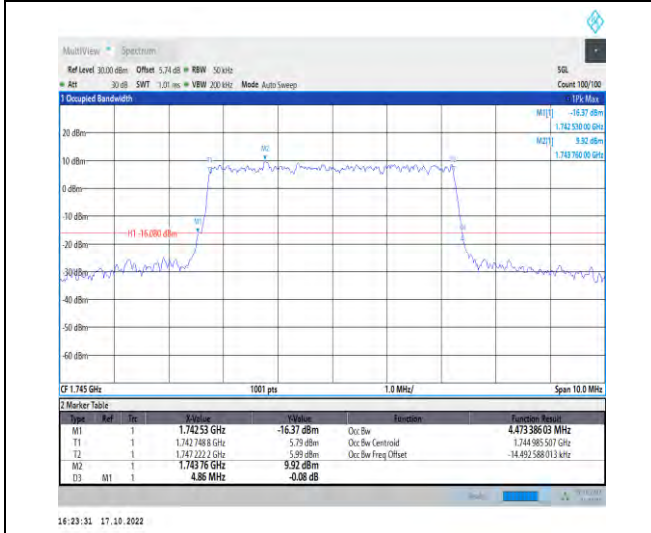 MultiView Spectrum
Ref Level 30.00 dBm Offset 5.74 dB RBW 50 kHz SGL
Att 30 dB SWT 1.01 ms VBW 200 kHz Mode Auto Sweep Count 100/100
1 Occupied Bandwidth 1Pk Max
M1[1] -16.37 dBm
1.742 530 00 GHz
M2[1] 9.92 dBm
1.743 760 00 GHz
20 dBm
M2
T1
10 dBm
0 dBm
-10 dBm
M1
H1 -16.080 dBm
-20 dBm
-30 dBm
-40 dBm
-50 dBm
-60 dBm
CF 1.745 GHz 1001 pts 1.0 MHz/ Span 10.0 MHz
2 Marker Table
Type Ref Trc X-Value Y-Value Function Function Result
M1 1 1.74253 GHz -16.37 dBm Occ Bw 4.473 386 03 MHz
T1 1 1.742 748 8 GHz 5.79 dBm Occ Bw Centroid 1.744 985 507 GHz
T2 1 1.747 222 2 GHz 5.99 dBm Occ Bw Freq Offset -14.492 588 013 kHz
M2 1 1.74376 GHz 9.92 dBm
D3 M1 1 4.86 MHz -0.08 dB
16:23:31 17.10.2022